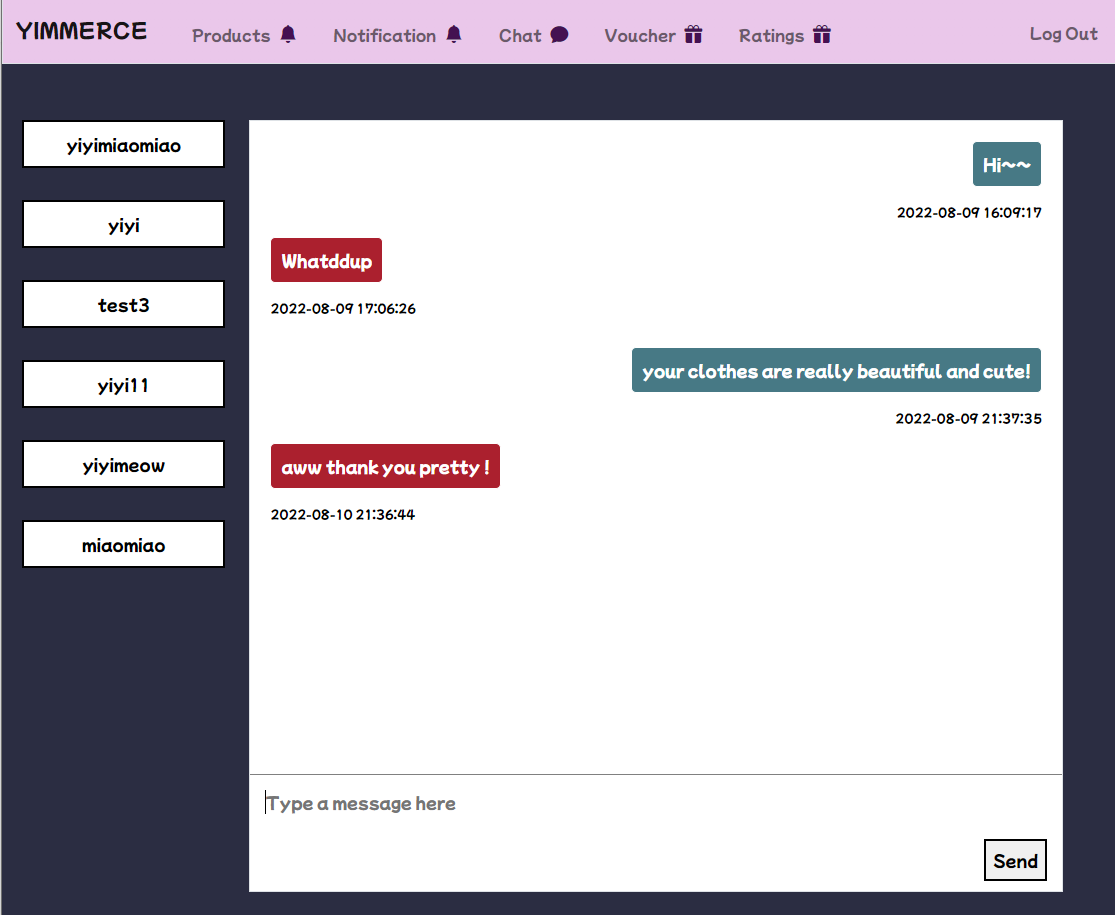 YIMMERCE
Products
Notification
Chat
Voucher
Ratings
Log Out
yiyimiaomiao
yiyi
test3
yiyi11
yiyimeow
miaomiao
Hi~~
2022-08-09 16:09:17
Whatddup
2022-08-09 17:06:26
your clothes are really beautiful and cute!
2022-08-09 21:37:35
aww thank you pretty !
2022-08-10 21:36:44
Type a message here
Send